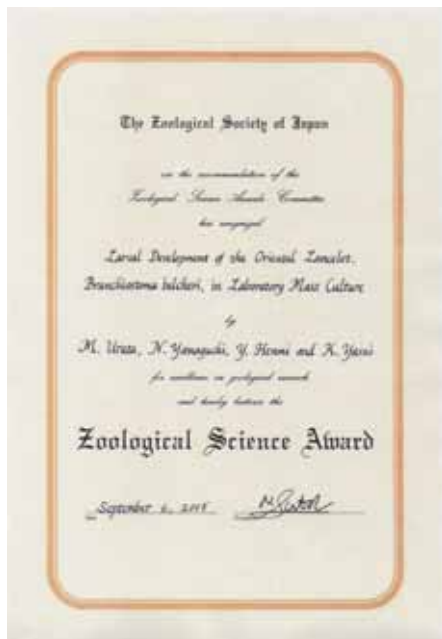 The Zoological Society of Japan
on the recommendation of the
Zoological Science Awards Committee
has recognized
Larval Development of the Oriental Lancelet,
Branchiostoma belcheri, in Laboratory Mass Culture
by
M. Urata, N. Yamaguchi, Y. Henmi and K. Yasui
for excellence in zoological research
and hereby bestows the
Zoological Science Award
September 6,